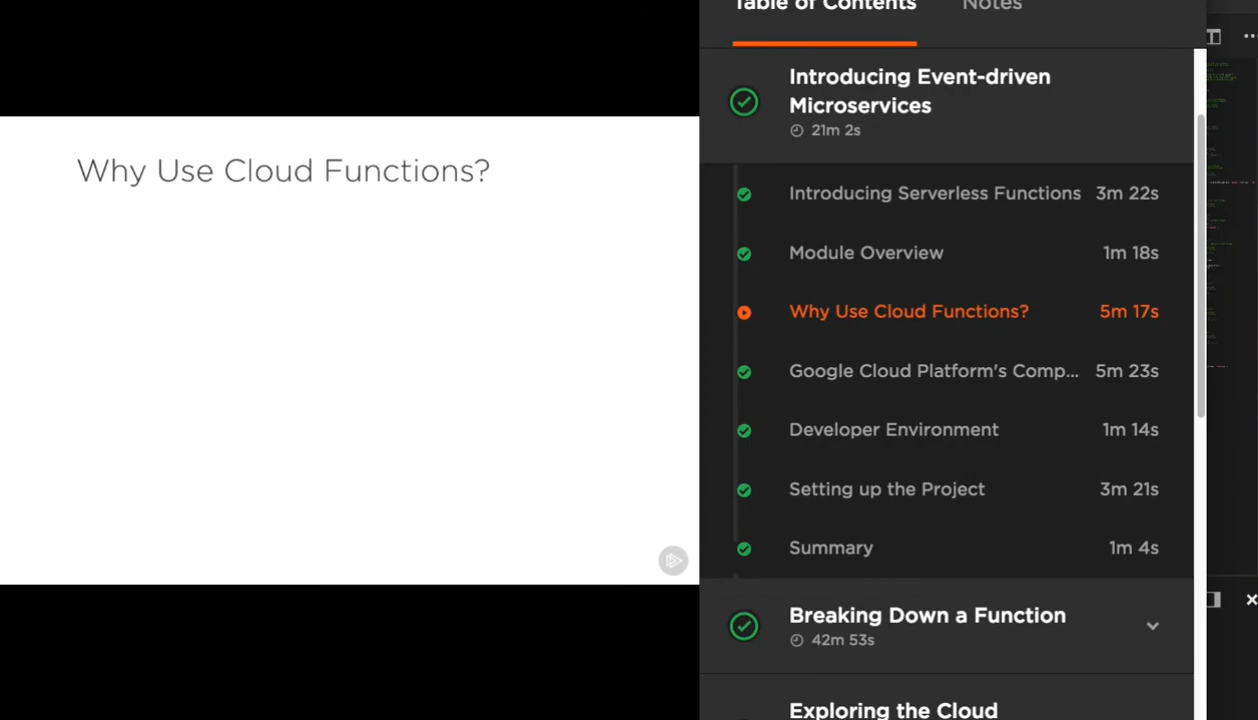 Table of Contents
Notes
Introducing Event-driven
Microservices
21m 2s
Why Use Cloud Functions?
Introducing Serverless Functions 3m 22s
Module Overview 1m 18s
Why Use Cloud Functions? 5m 17s
Google Cloud Platform's Comp... 5m 23s
Developer Environment 1m 14s
Setting up the Project 3m 21s
Summary 1m 4s
Breaking Down a Function
42m 53s
Exploring the Cloud